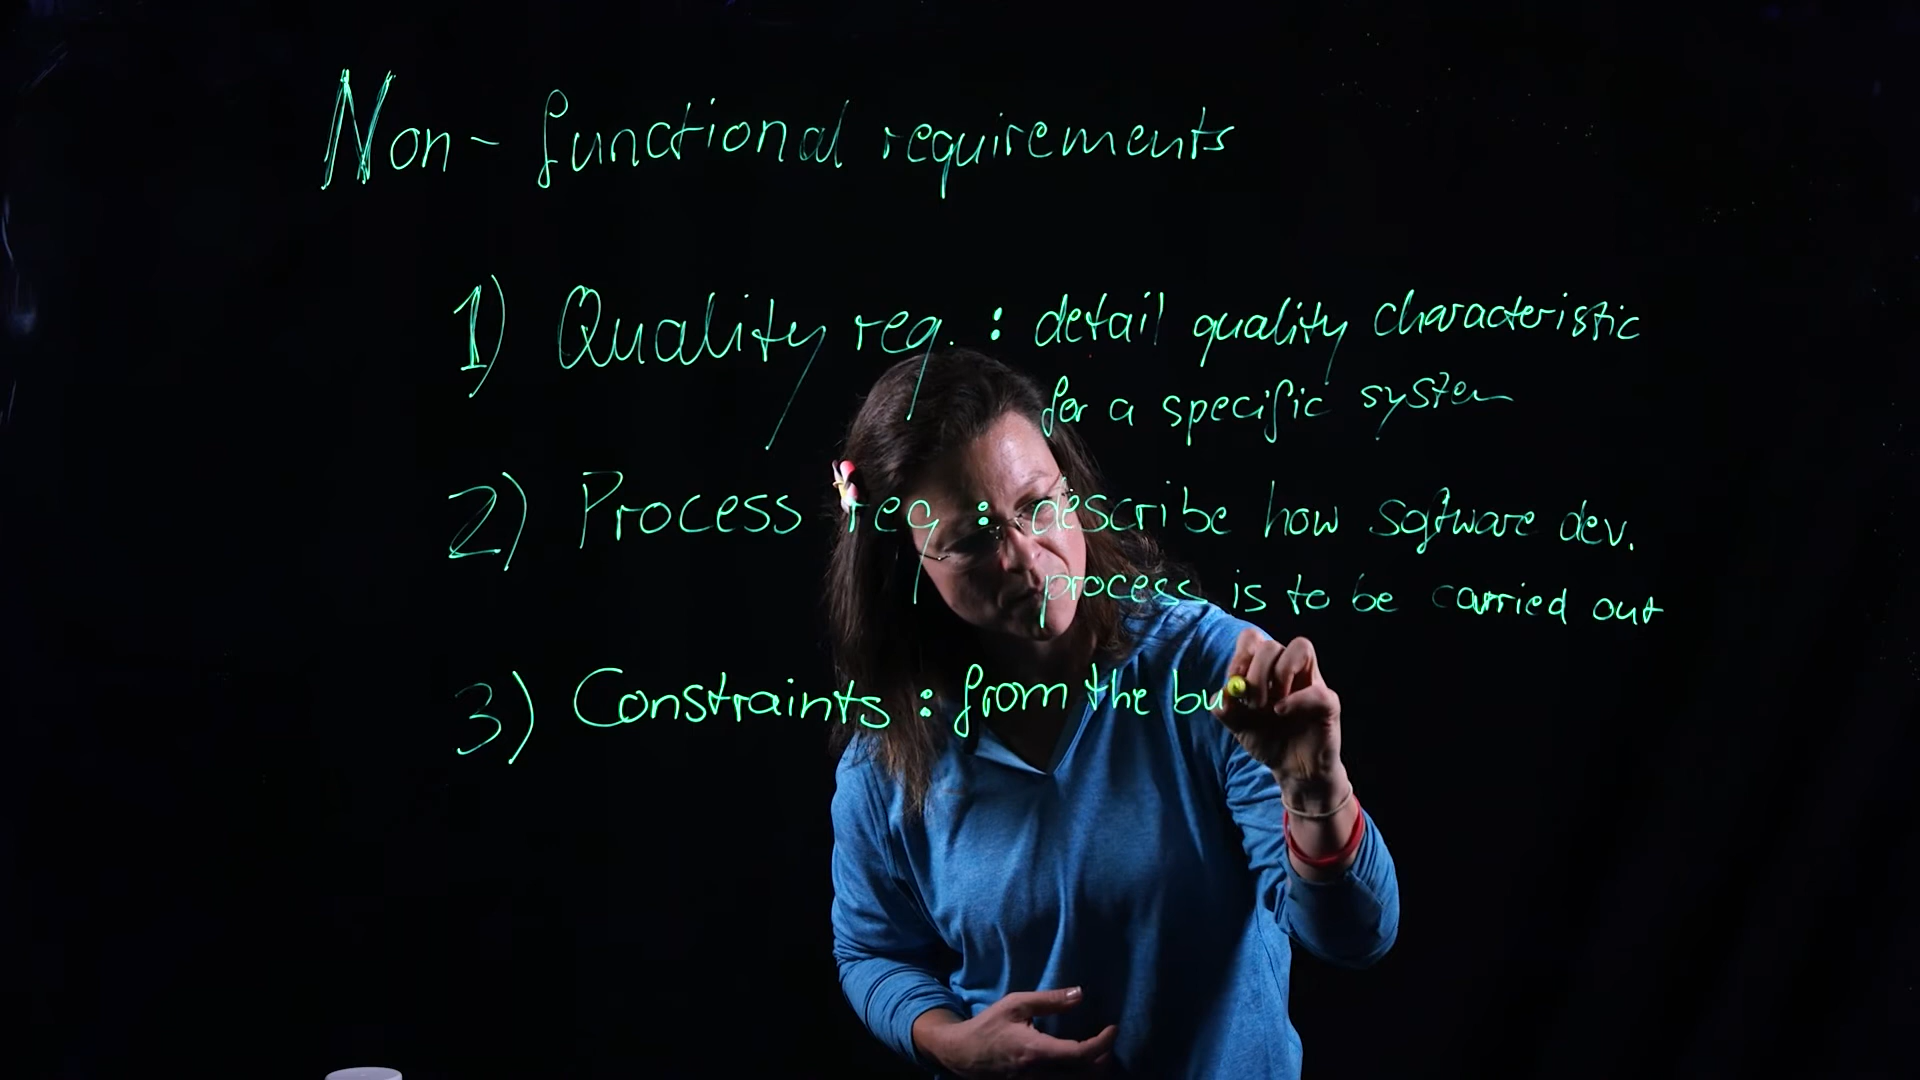 Non-functional requirements
1) Quality req. : detail quality characteristic
for a specific system
2) Process req : describe how software dev.
process is to be carried out
3) Constraints : from the bu